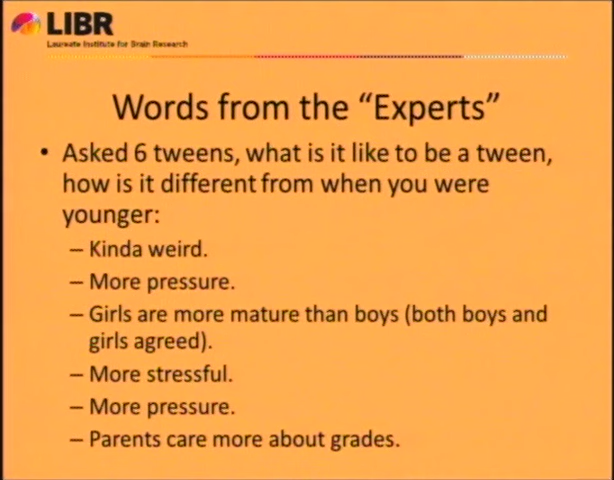 LIBR
Laureate Institute for Brain Research
Words from the “Experts”
• Asked 6 tweens, what is it like to be a tween,
how is it different from when you were
younger:
– Kinda weird.
– More pressure.
– Girls are more mature than boys (both boys and
girls agreed).
– More stressful.
– More pressure.
– Parents care more about grades.